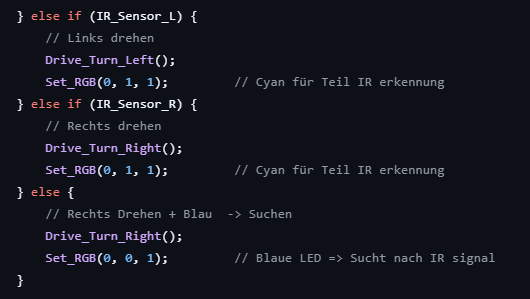 } else if (IR_Sensor_L) {
    // Links drehen
    Drive_Turn_Left();
    Set_RGB(0, 1, 1);         // Cyan für Teil IR erkennung
} else if (IR_Sensor_R) {
    // Rechts drehen
    Drive_Turn_Right();
    Set_RGB(0, 1, 1);         // Cyan für Teil IR erkennung
} else {
    // Rechts Drehen + Blau  -> Suchen
    Drive_Turn_Right();
    Set_RGB(0, 0, 1);         // Blaue LED => Sucht nach IR signal
}